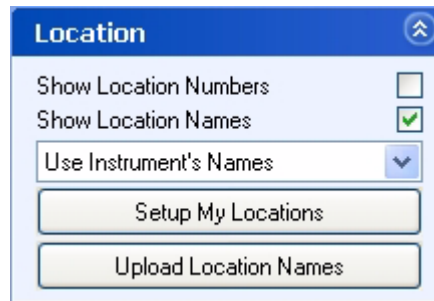 Location
Show Location Numbers
Show Location Names
Use Instrument's Names
Setup My Locations
Upload Location Names